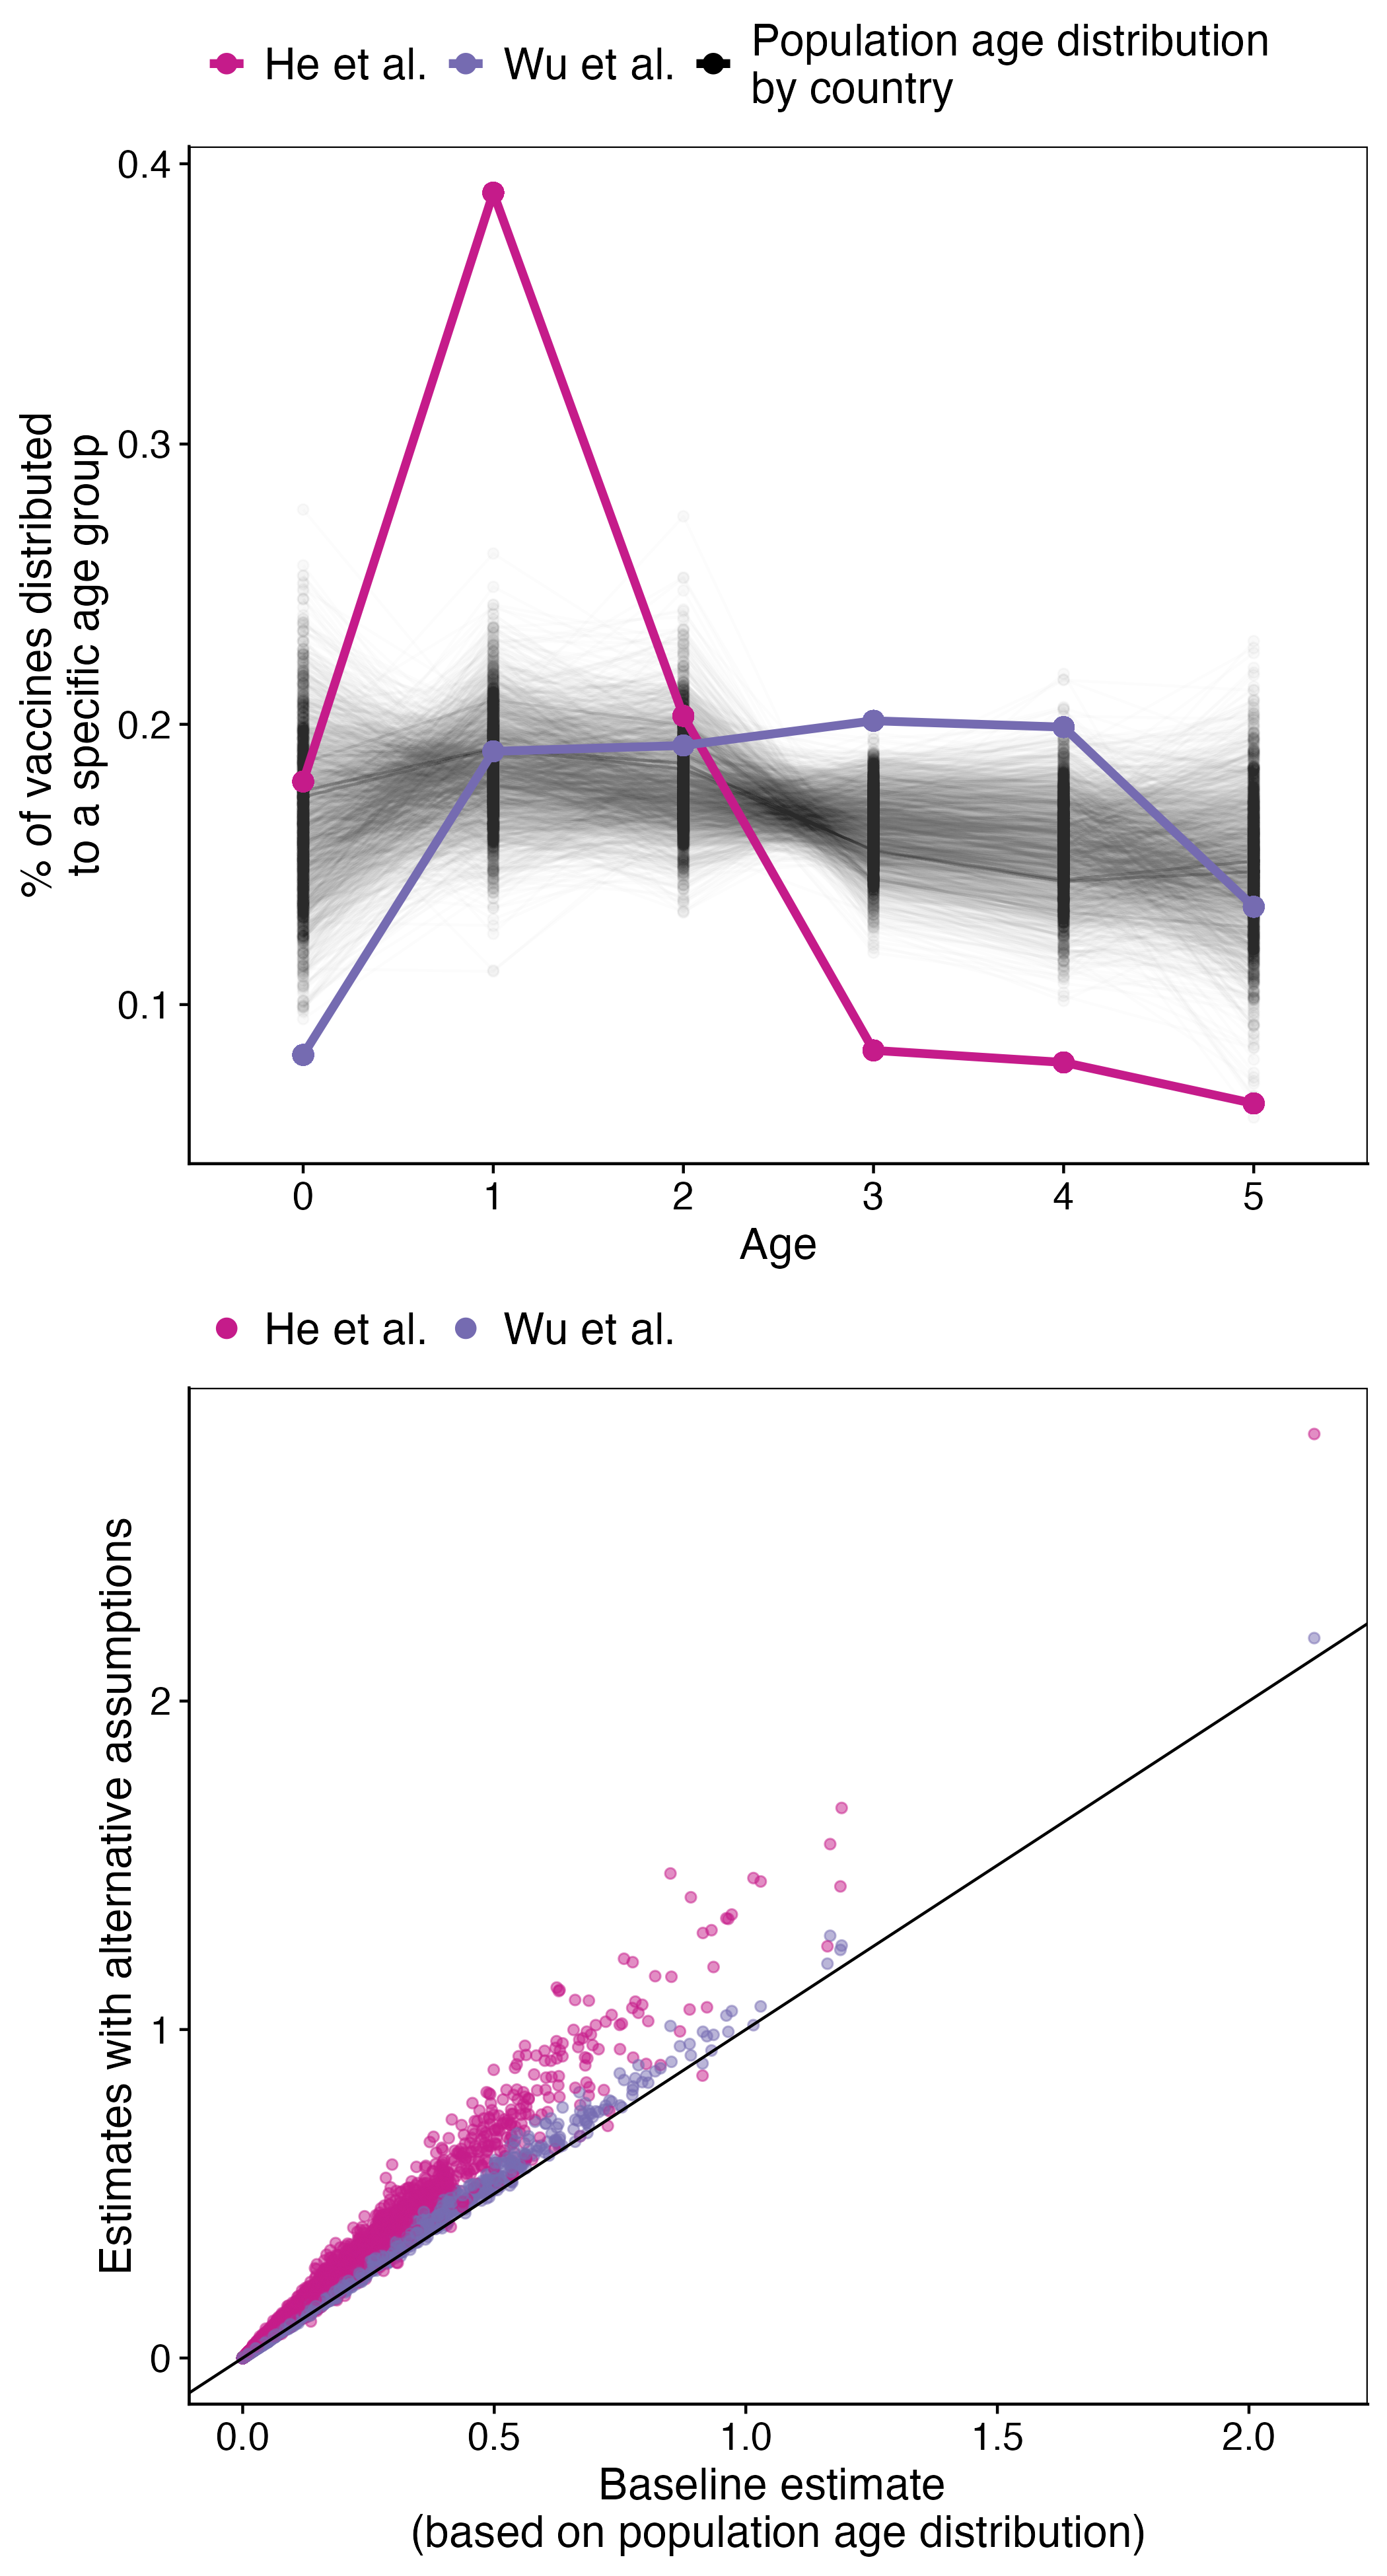 He et al.
Wu et al.
Population age distribution
by country
% of vaccines distributed
to a specific age group
0.4
0.3
0.2
0.1
0
1
2
3
4
5
Age
He et al.
Wu et al.
Estimates with alternative assumptions
2
1
0
0.0
0.5
1.0
1.5
2.0
Baseline estimate
(based on population age distribution)